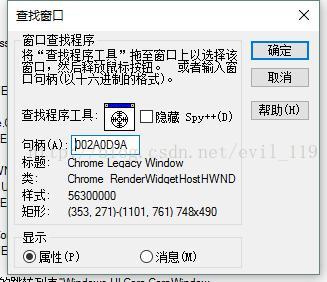 查找窗口
窗口查找程序
将“查找程序工具”拖至窗口上以选择该
窗口，然后释放鼠标按钮。 或者输入窗
口句柄(以十六进制的格式)。
确定
取消
帮助(H)
查找程序工具:
隐藏 Spy++(D)
句柄(A): 002A0D9A
标题: Chrome Legacy Window
类: Chrome_RenderWidgetHostHWND
样式: 56300000
矩形: (353, 271)-(1101, 761) 748x490
显示
属性(P)
消息(M)
csdn.net/evil_119
的跳转列表"Windows.UI.Core.CoreWindow